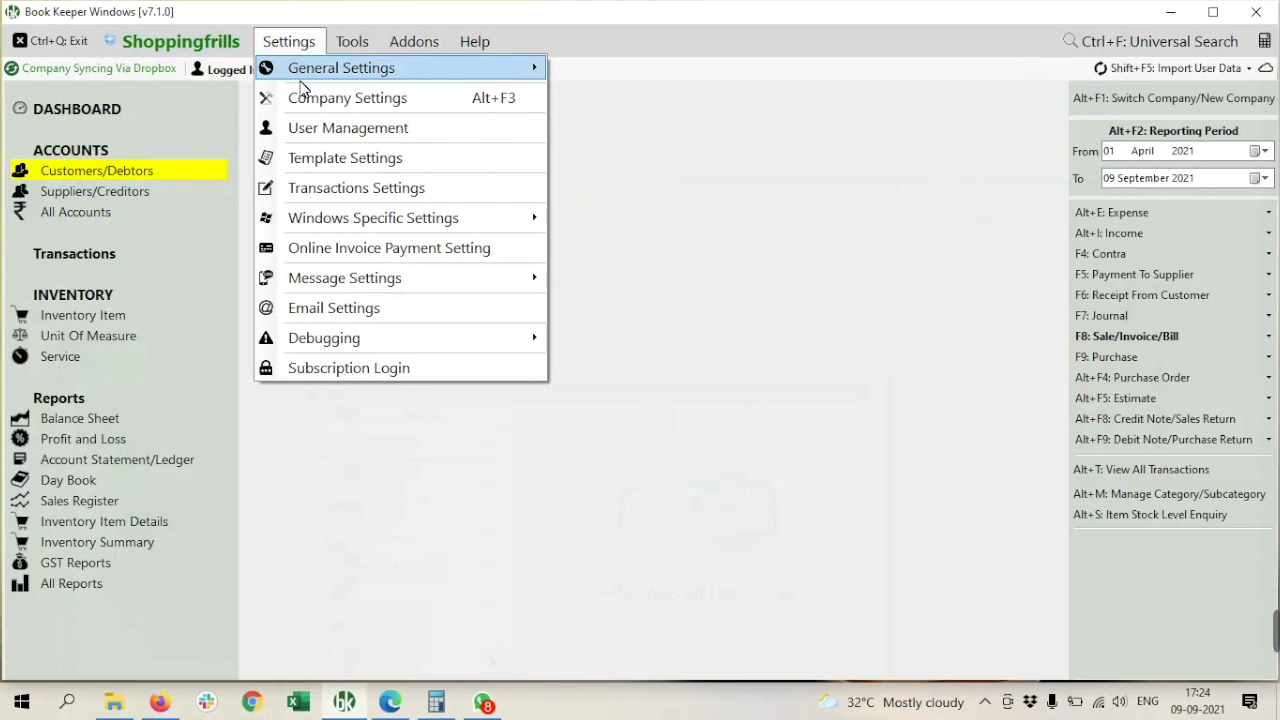 Book Keeper Windows [v7.1.0]
Ctrl+Q: Exit
Shoppingfrills
Settings
Tools
Addons
Help
Ctrl+F: Universal Search
Company Syncing Via Dropbox
Logged I
Shift+F5: Import User Data
General Settings
Company Settings Alt+F3
User Management
Template Settings
Transactions Settings
Windows Specific Settings
Online Invoice Payment Setting
Message Settings
Email Settings
Debugging
Subscription Login
DASHBOARD
ACCOUNTS
Customers/Debtors
Suppliers/Creditors
All Accounts
Transactions
INVENTORY
Inventory Item
Unit Of Measure
Service
Reports
Balance Sheet
Profit and Loss
Account Statement/Ledger
Day Book
Sales Register
Inventory Item Details
Inventory Summary
GST Reports
All Reports
Alt+F1: Switch Company/New Company
Alt+F2: Reporting Period
From 01 April 2021
To 09 September 2021
Alt+E: Expense
Alt+I: Income
F4: Contra
F5: Payment To Supplier
F6: Receipt From Customer
F7: Journal
F8: Sale/Invoice/Bill
F9: Purchase
Alt+F4: Purchase Order
Alt+F5: Estimate
Alt+F8: Credit Note/Sales Return
Alt+F9: Debit Note/Purchase Return
Alt+T: View All Transactions
Alt+M: Manage Category/Subcategory
Alt+S: Item Stock Level Enquiry
8
32°C Mostly cloudy
ENG
17:24
09-09-2021